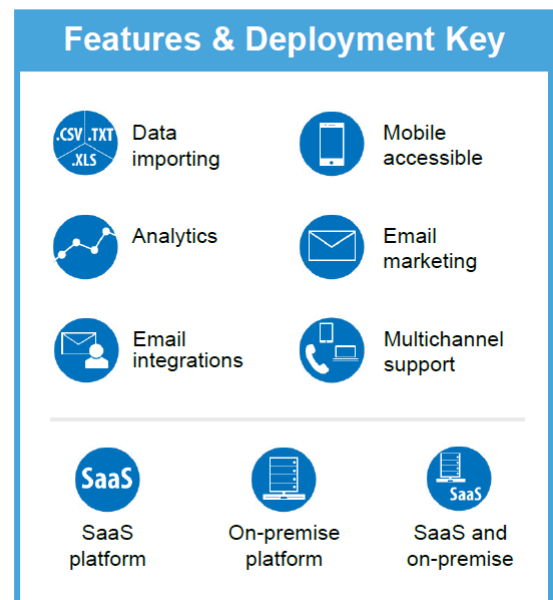 Features & Deployment Key
.CSV .TXT
.XLS
Data
importing
Mobile
accessible
Analytics
Email
marketing
Email
integrations
Multichannel
support
SaaS
SaaS
platform
On-premise
platform
SaaS
SaaS and
on-premise